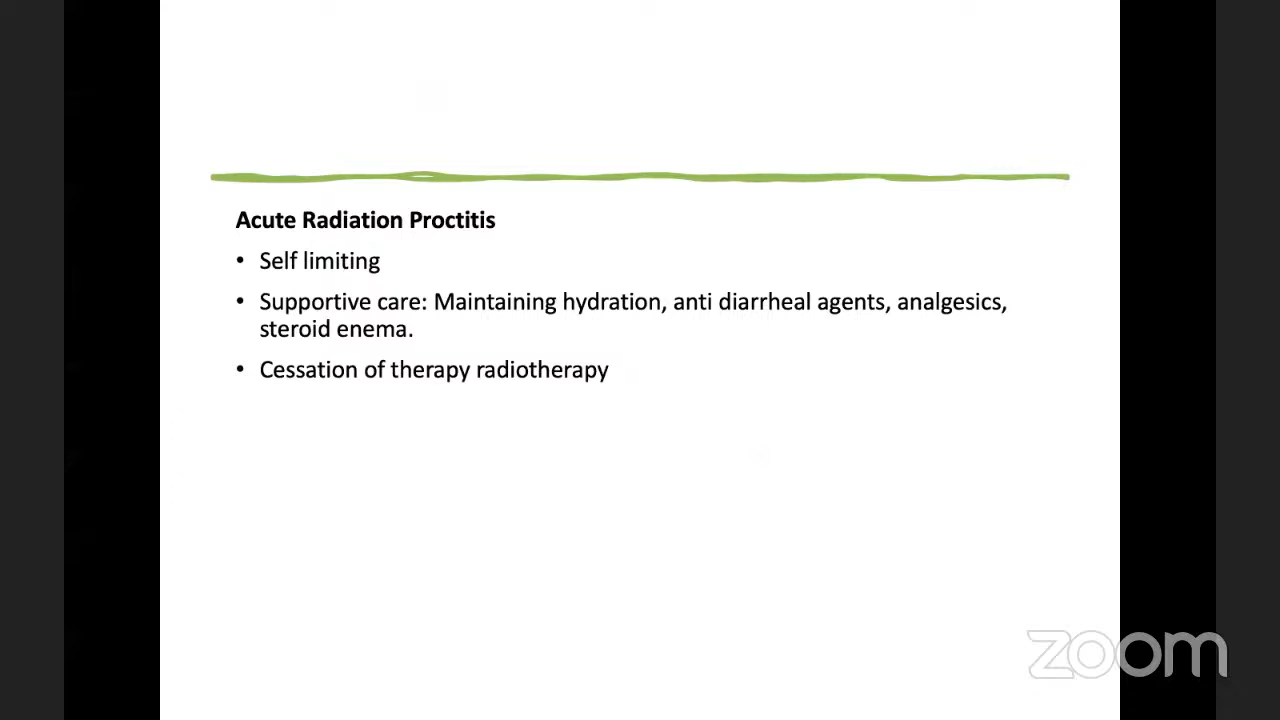 Acute Radiation Proctitis
• Self limiting
• Supportive care: Maintaining hydration, anti diarrheal agents, analgesics,
steroid enema.
• Cessation of therapy radiotherapy
zoom